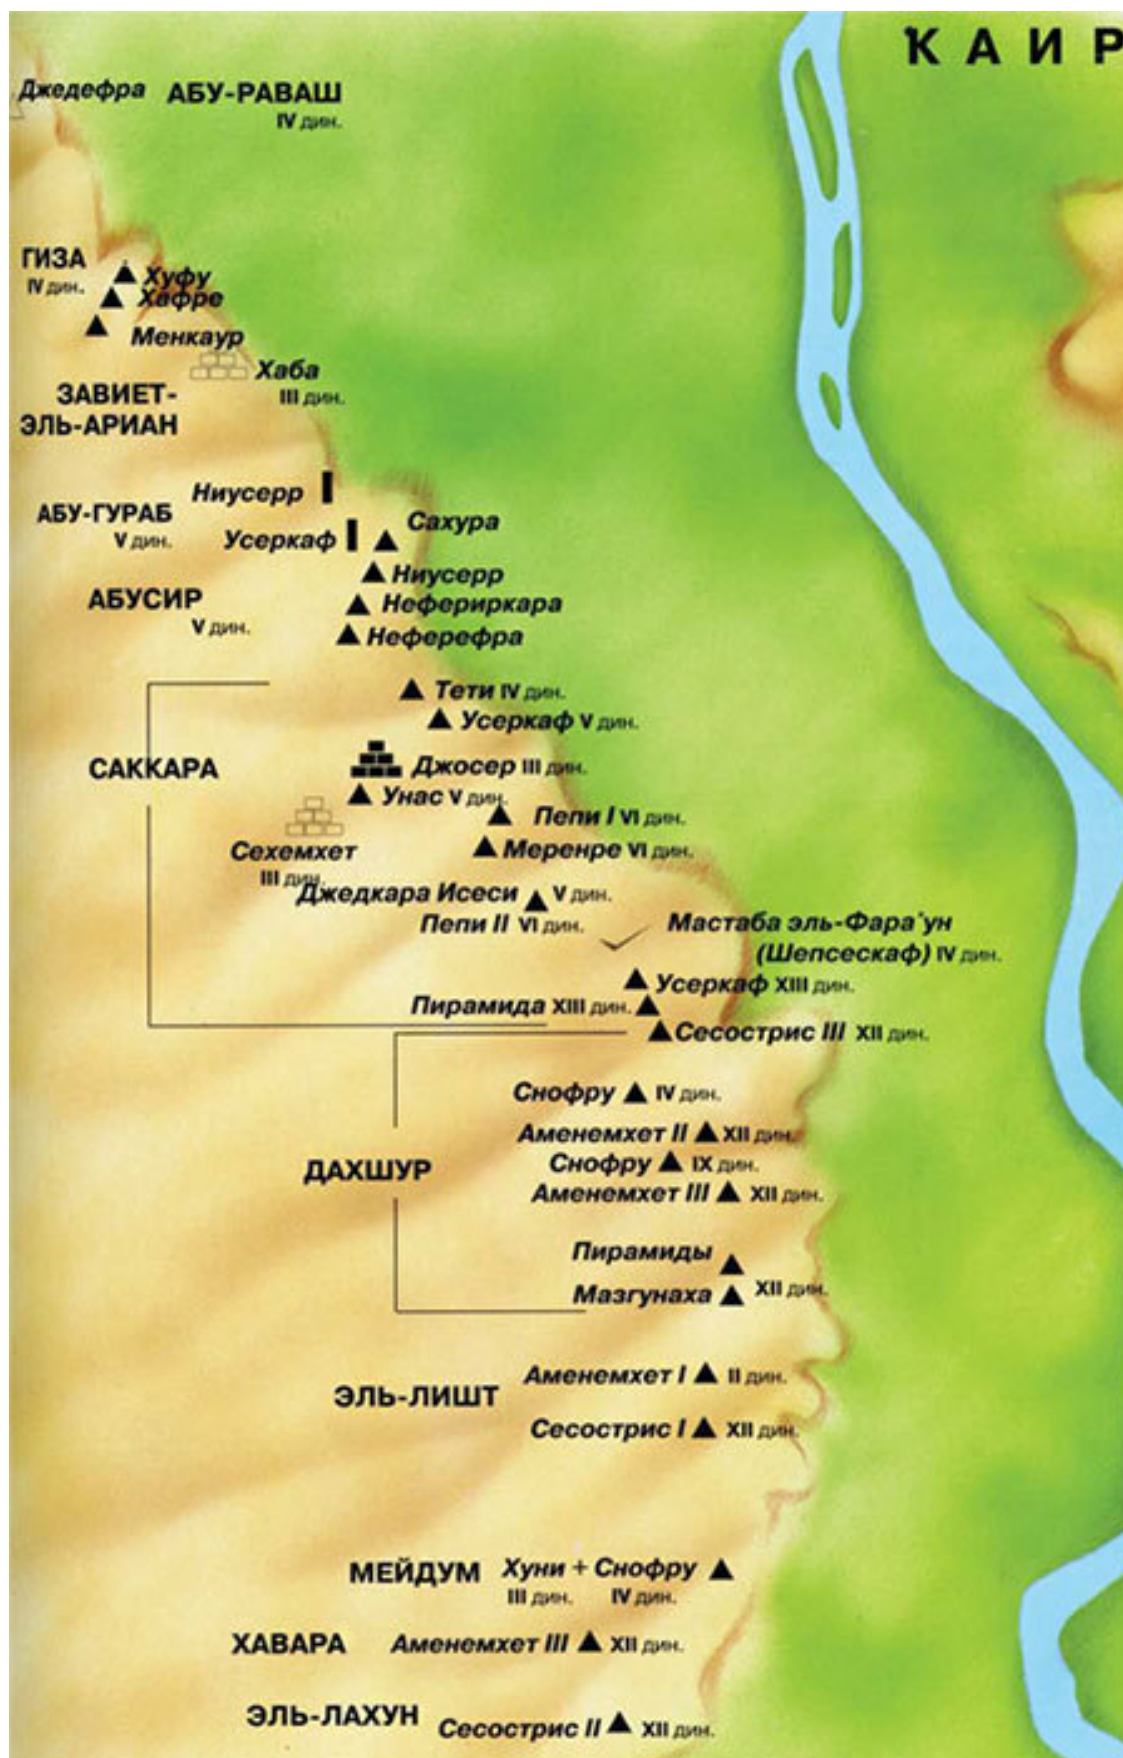 КАИР
Джедефра АБУ-РАВАШ
IV дин.
ГИЗА
IV дин.
Хуфу
Хафре
Менкаур
Хаба
III дин.
ЗАВИЕТ-
ЭЛЬ-АРИАН
Ниусерр
АБУ-ГУРАБ
V дин.
Усеркаф
Сахура
Ниусерр
АБУСИР
V дин.
Нефериркара
Неферефра
Тети IV дин.
Усеркаф V дин.
САККАРА
Джосер III дин.
Унас V дин.
Пепи I VI дин.
Сехемхет
III дин.
Меренре VI дин.
Джедкара Исеси V дин.
Пепи II VI дин.
Мастаба эль-Фара'ун
(Шепсескаф) IV дин.
Усеркаф XIII дин.
Пирамида XIII дин.
Сесострис III XII дин.
Снофру IV дин.
Аменемхет II XII дин.
ДАХШУР
Снофру IX дин.
Аменемхет III XII дин.
Пирамиды
Мазгунаха XII дин.
Аменемхет I II дин.
ЭЛЬ-ЛИШТ
Сесострис I XII дин.
МЕЙДУМ Хуни + Снофру
III дин. IV дин.
ХАВАРА Аменемхет III XII дин.
ЭЛЬ-ЛАХУН Сесострис II XII дин.